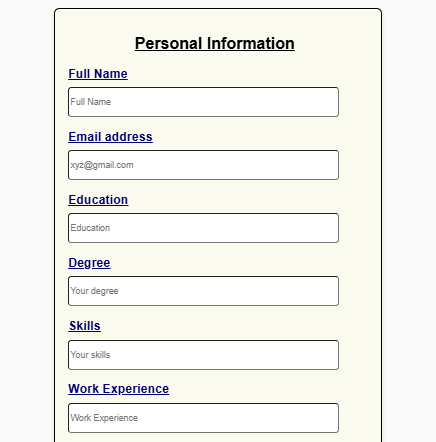 Personal Information
Full Name
Full Name
Email address
xyz@gmail.com
Education
Education
Degree
Your degree
Skills
Your skills
Work Experience
Work Experience